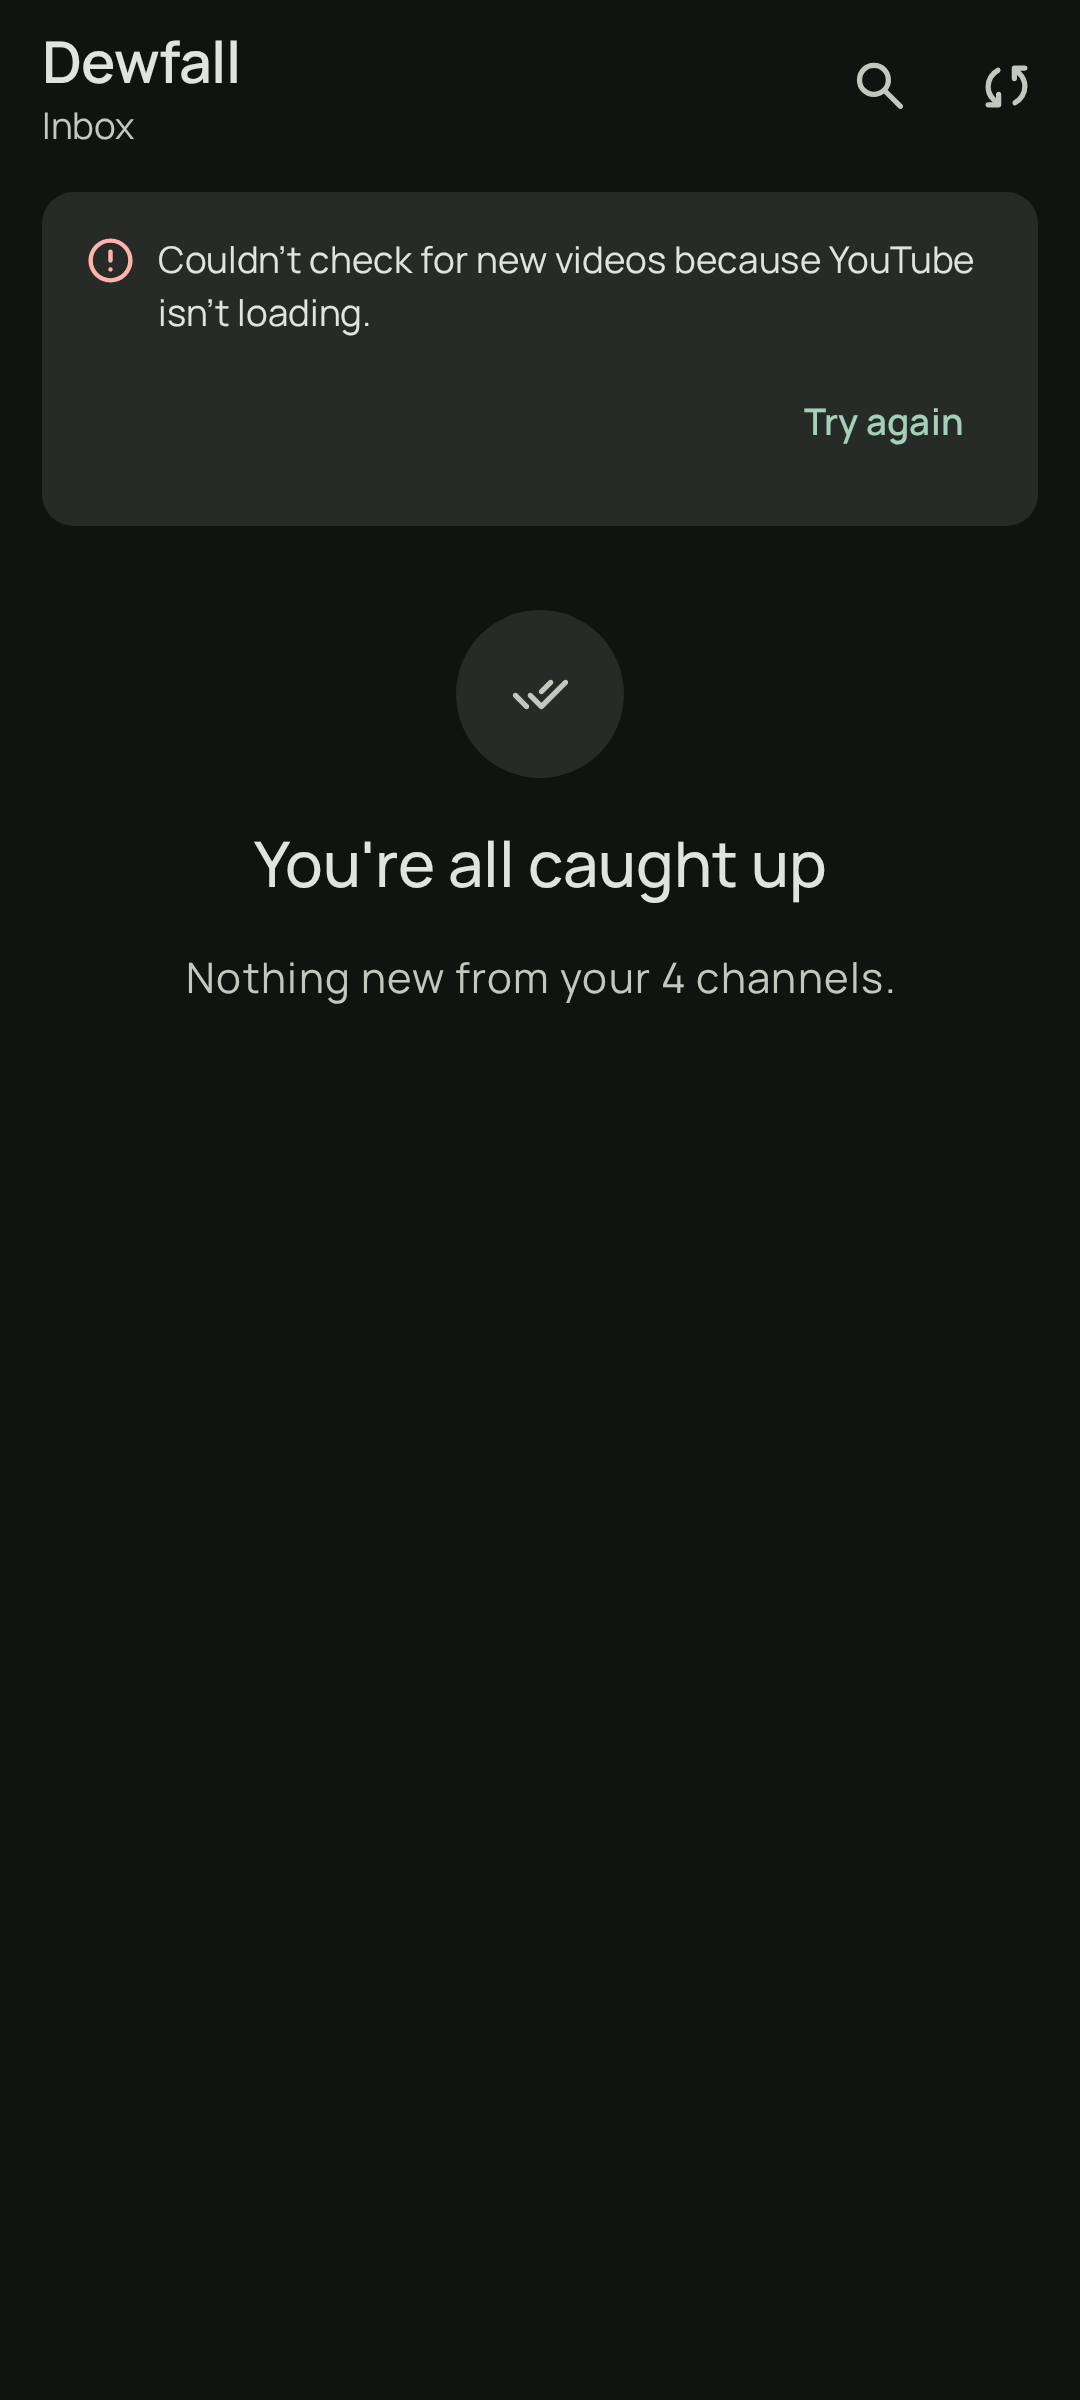 Dewfall
Inbox
Couldn’t check for new videos because YouTube
isn’t loading.
Try again
You're all caught up
Nothing new from your 4 channels.